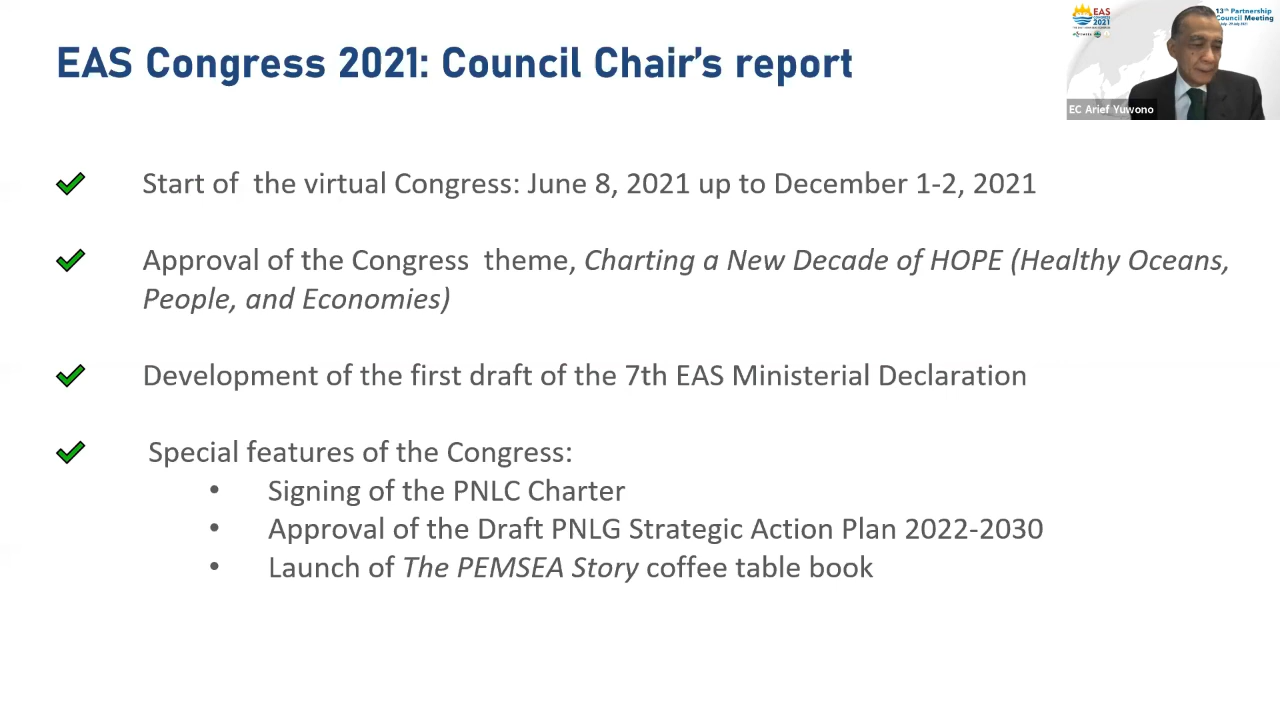 EAS Congress 2021: Council Chair's report
EAS
CONGRESS
2021
13th Partnership
Council Meeting
EC Arief Yuwono
Start of the virtual Congress: June 8, 2021 up to December 1-2, 2021
Approval of the Congress theme, Charting a New Decade of HOPE (Healthy Oceans,
People, and Economies)
Development of the first draft of the 7th EAS Ministerial Declaration
Special features of the Congress:
• Signing of the PNLC Charter
• Approval of the Draft PNLG Strategic Action Plan 2022-2030
• Launch of The PEMSEA Story coffee table book